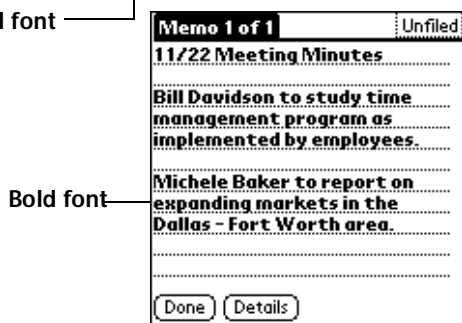 font
Memo 1 of 1 Unfiled
11/22 Meeting Minutes
Bill Davidson to study time
management program as
implemented by employees.
Michele Baker to report on
Bold font expanding markets in the
Dallas - Fort Worth area.
Done Details